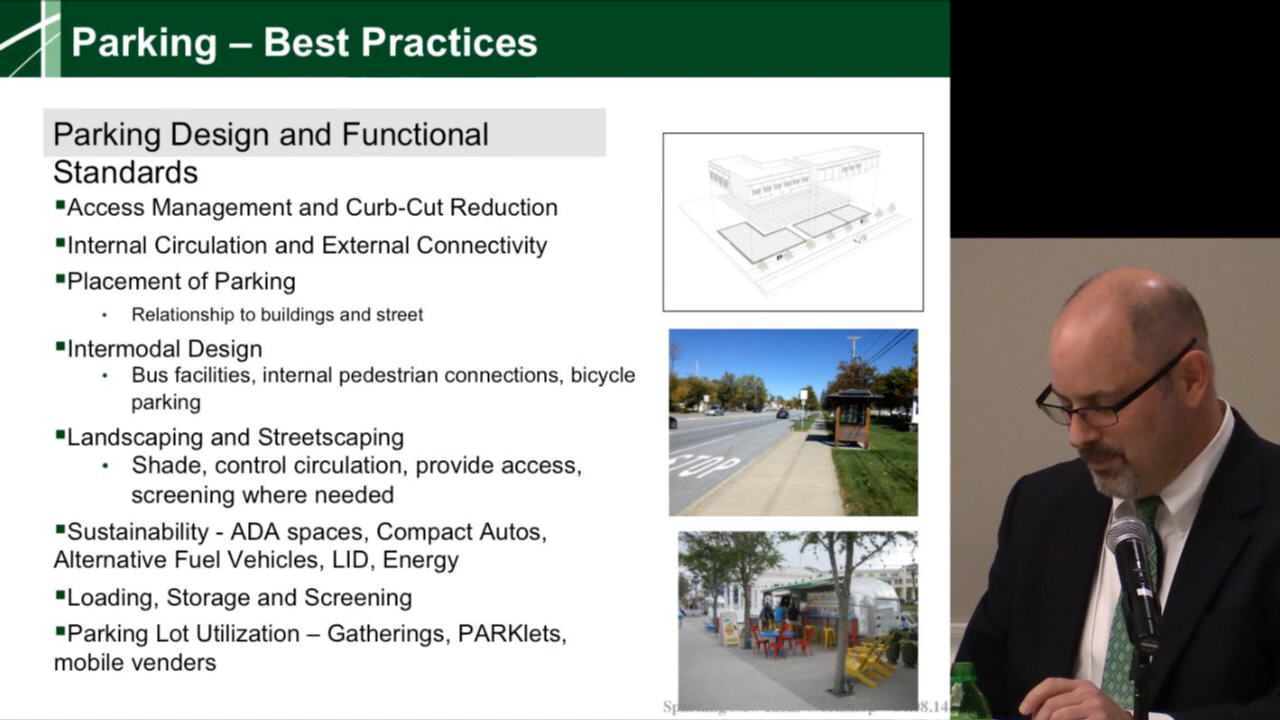 Parking – Best Practices
Parking Design and Functional
Standards
Access Management and Curb-Cut Reduction
Internal Circulation and External Connectivity
Placement of Parking
Relationship to buildings and street
Intermodal Design
Bus facilities, internal pedestrian connections, bicycle
parking
Landscaping and Streetscaping
Shade, control circulation, provide access,
screening where needed
Sustainability - ADA spaces, Compact Autos,
Alternative Fuel Vehicles, LID, Energy
Loading, Storage and Screening
Parking Lot Utilization – Gatherings, PARKlets,
mobile venders
STOP